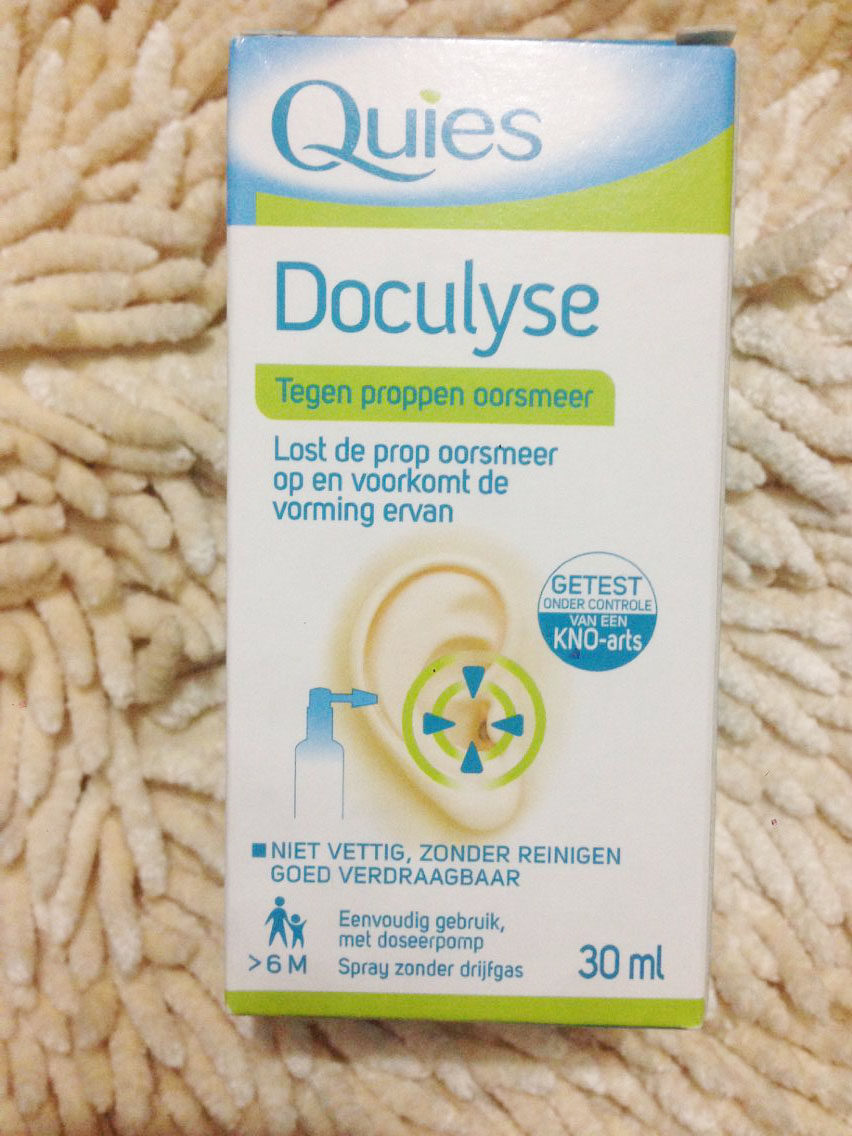 Quies
Doculyse
Tegen proppen oorsmeer
Lost de prop oorsmeer
op en voorkomt de
vorming ervan
GETEST
ONDER CONTROLE
VAN EEN
KNO-arts
NIET VETTIG, ZONDER REINIGEN
GOED VERDRAAGBAAR
>6 M
Eenvoudig gebruik,
met doseerpomp
Spray zonder drijfgas
30 ml